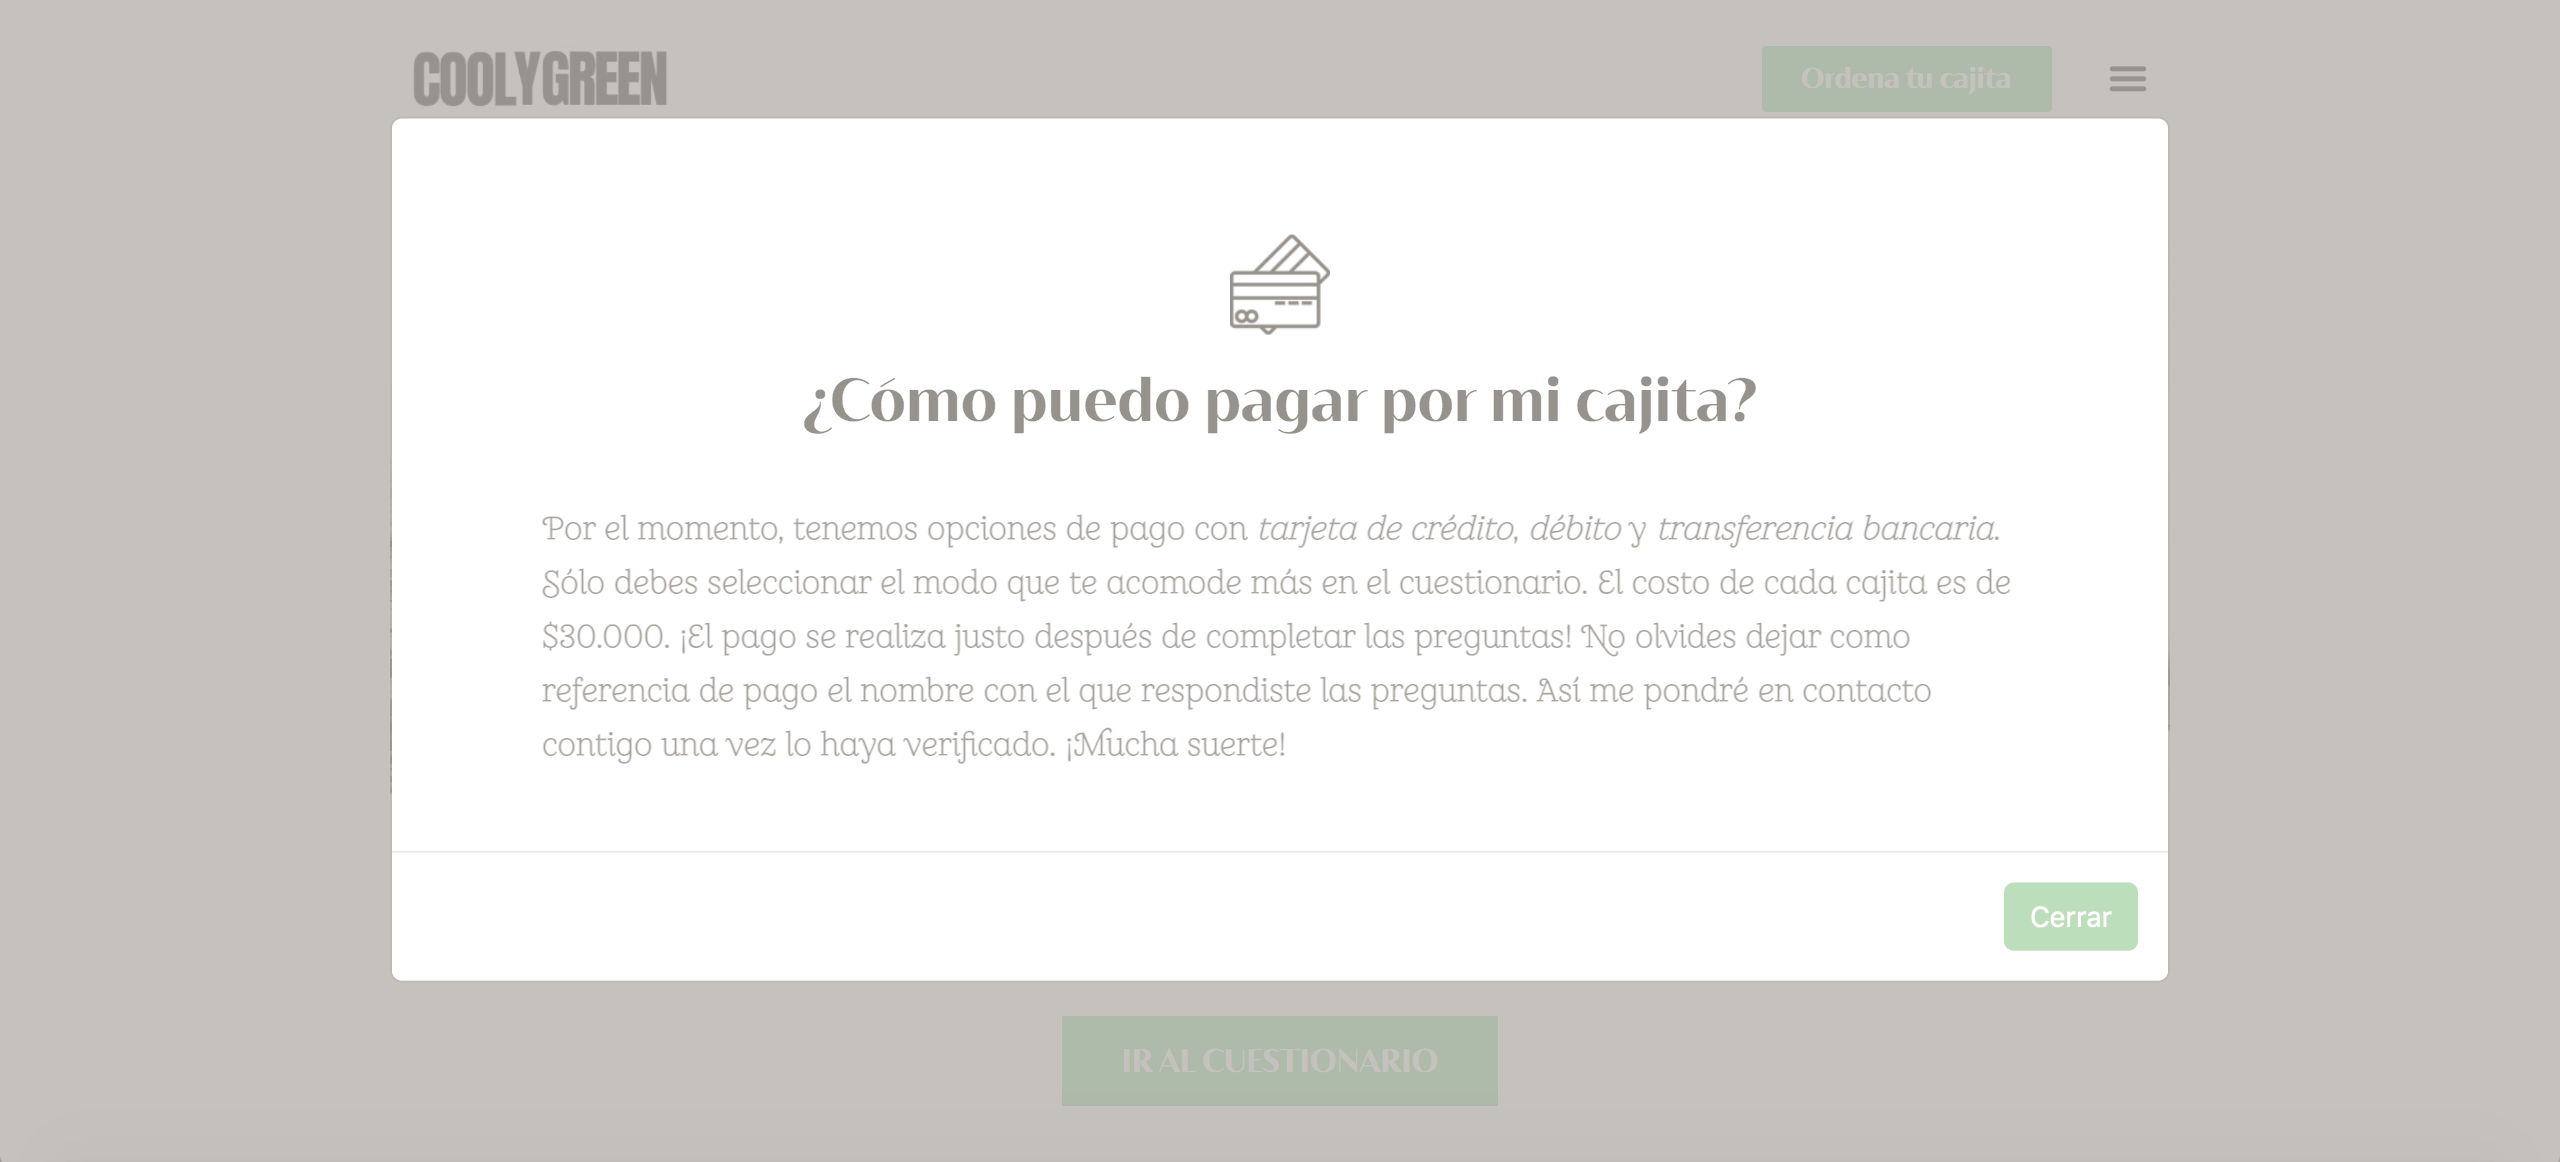 COOLYGREEN
Ordena tu cajita
¿Cómo puedo pagar por mi cajita?
Por el momento, tenemos opciones de pago con tarjeta de crédito, débito y transferencia bancaria.
Sólo debes seleccionar el modo que te acomode más en el cuestionario. El costo de cada cajita es de
$30.000. ¡El pago se realiza justo después de completar las preguntas! No olvides dejar como
referencia de pago el nombre con el que respondiste las preguntas. Así me pondré en contacto
contigo una vez lo haya verificado. ¡Mucha suerte!
Cerrar
IR AL CUESTIONARIO